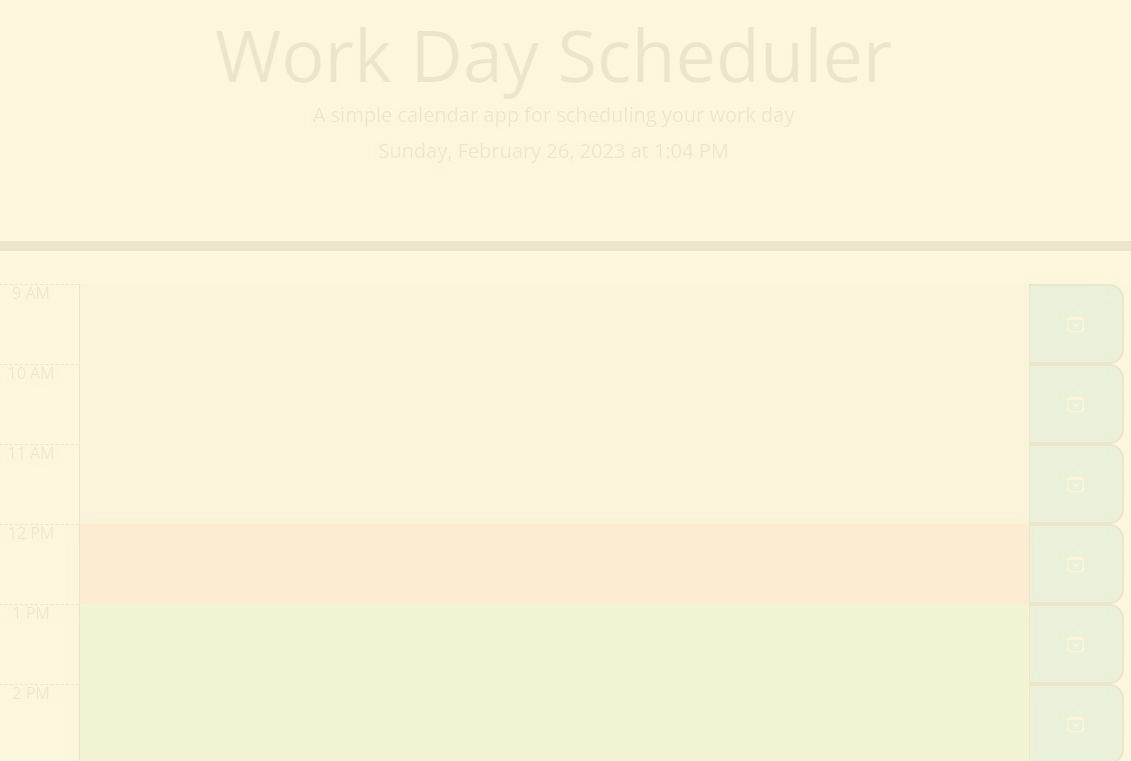 Work Day Scheduler
A simple calendar app for scheduling your work day
Sunday, February 26, 2023 at 1:04 PM
9 AM
10 AM
11 AM
12 PM
1 PM
2 PM